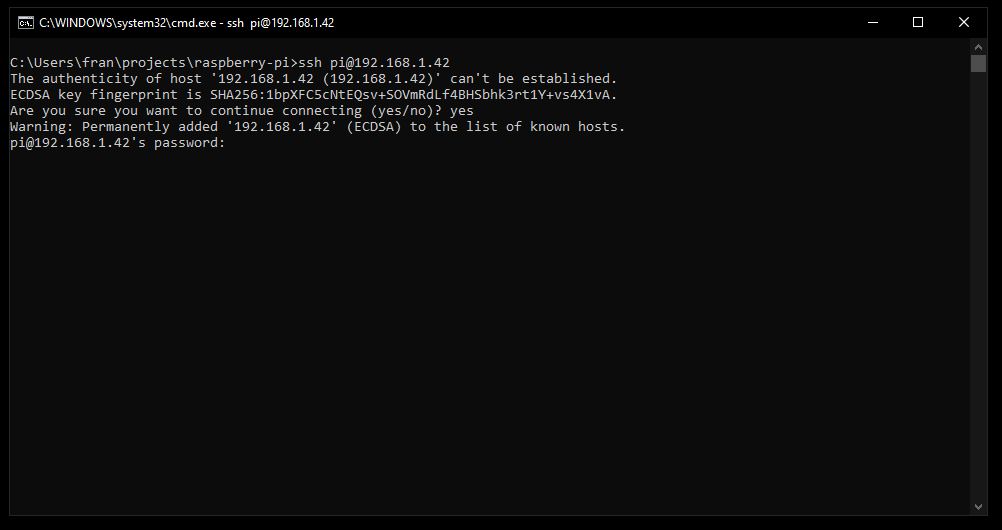 C:\WINDOWS\system32\cmd.exe - ssh  pi@192.168.1.42
C:\Users\fran\projects\raspberry-pi>ssh pi@192.168.1.42
The authenticity of host '192.168.1.42 (192.168.1.42)' can't be established.
ECDSA key fingerprint is SHA256:1bpXFC5cNtEQsv+SOVmRdLf4BHSbhk3rt1Y+vs4X1vA.
Are you sure you want to continue connecting (yes/no)? yes
Warning: Permanently added '192.168.1.42' (ECDSA) to the list of known hosts.
pi@192.168.1.42's password: